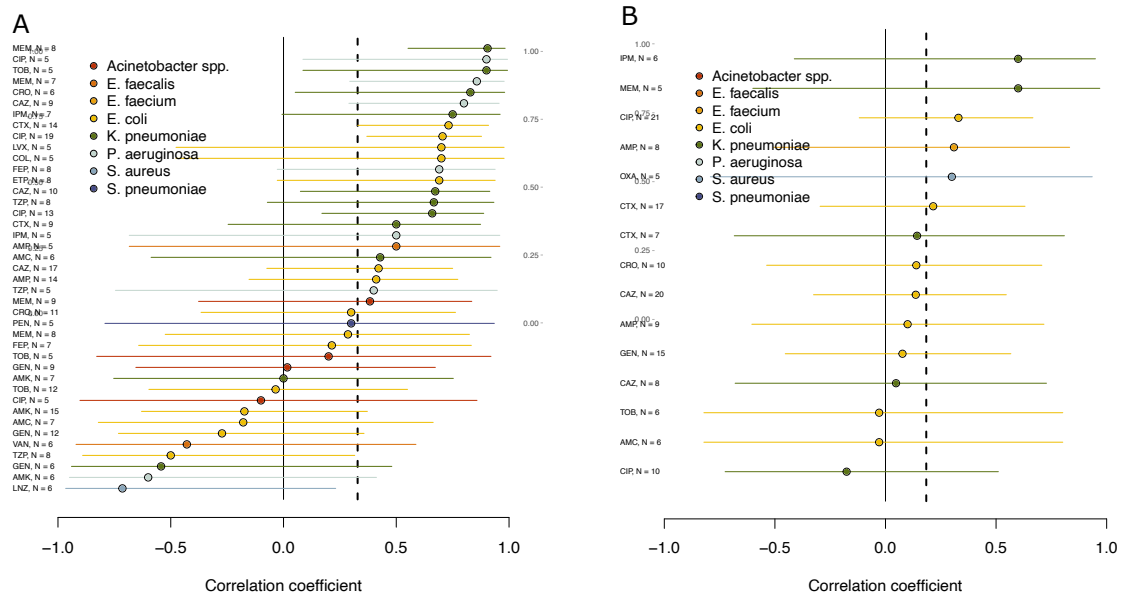 A
MEM, N = 8
CIP, N = 5
TOB, N = 5
MEM, N = 7
CRO, N = 6
CAZ, N = 9
IPM, N = 7
CTX, N = 14
CIP, N = 19
LVX, N = 5
COL, N = 5
FEP, N = 8
ETP, N = 8
CAZ, N = 10
TZP, N = 8
CIP, N = 13
CTX, N = 9
IPM, N = 5
AMP, N = 5
AMC, N = 6
CAZ, N = 17
AMP, N = 14
TZP, N = 5
MEM, N = 9
CRO, N = 11
PEN, N = 5
MEM, N = 8
FEP, N = 7
TOB, N = 5
GEN, N = 9
AMK, N = 7
TOB, N = 12
CIP, N = 5
AMK, N = 15
AMC, N = 7
GEN, N = 12
VAN, N = 6
TZP, N = 8
GEN, N = 6
AMK, N = 6
LNZ, N = 6
Acinetobacter spp.
E. faecalis
E. faecium
E. coli
K. pneumoniae
P. aeruginosa
S. aureus
S. pneumoniae
1.00
0.75
0.50
0.25
0.00
−1.0 −0.5 0.0 0.5 1.0
Correlation coefficient
B
1.00
IPM, N = 6
MEM, N = 5
0.75
CIP, N = 21
AMP, N = 8
OXA, N = 5
0.50
CTX, N = 17
CTX, N = 7
0.25
CRO, N = 10
CAZ, N = 20
0.00
AMP, N = 9
GEN, N = 15
CAZ, N = 8
TOB, N = 6
AMC, N = 6
CIP, N = 10
Acinetobacter spp.
E. faecalis
E. faecium
E. coli
K. pneumoniae
P. aeruginosa
S. aureus
S. pneumoniae
−1.0 −0.5 0.0 0.5 1.0
Correlation coefficient